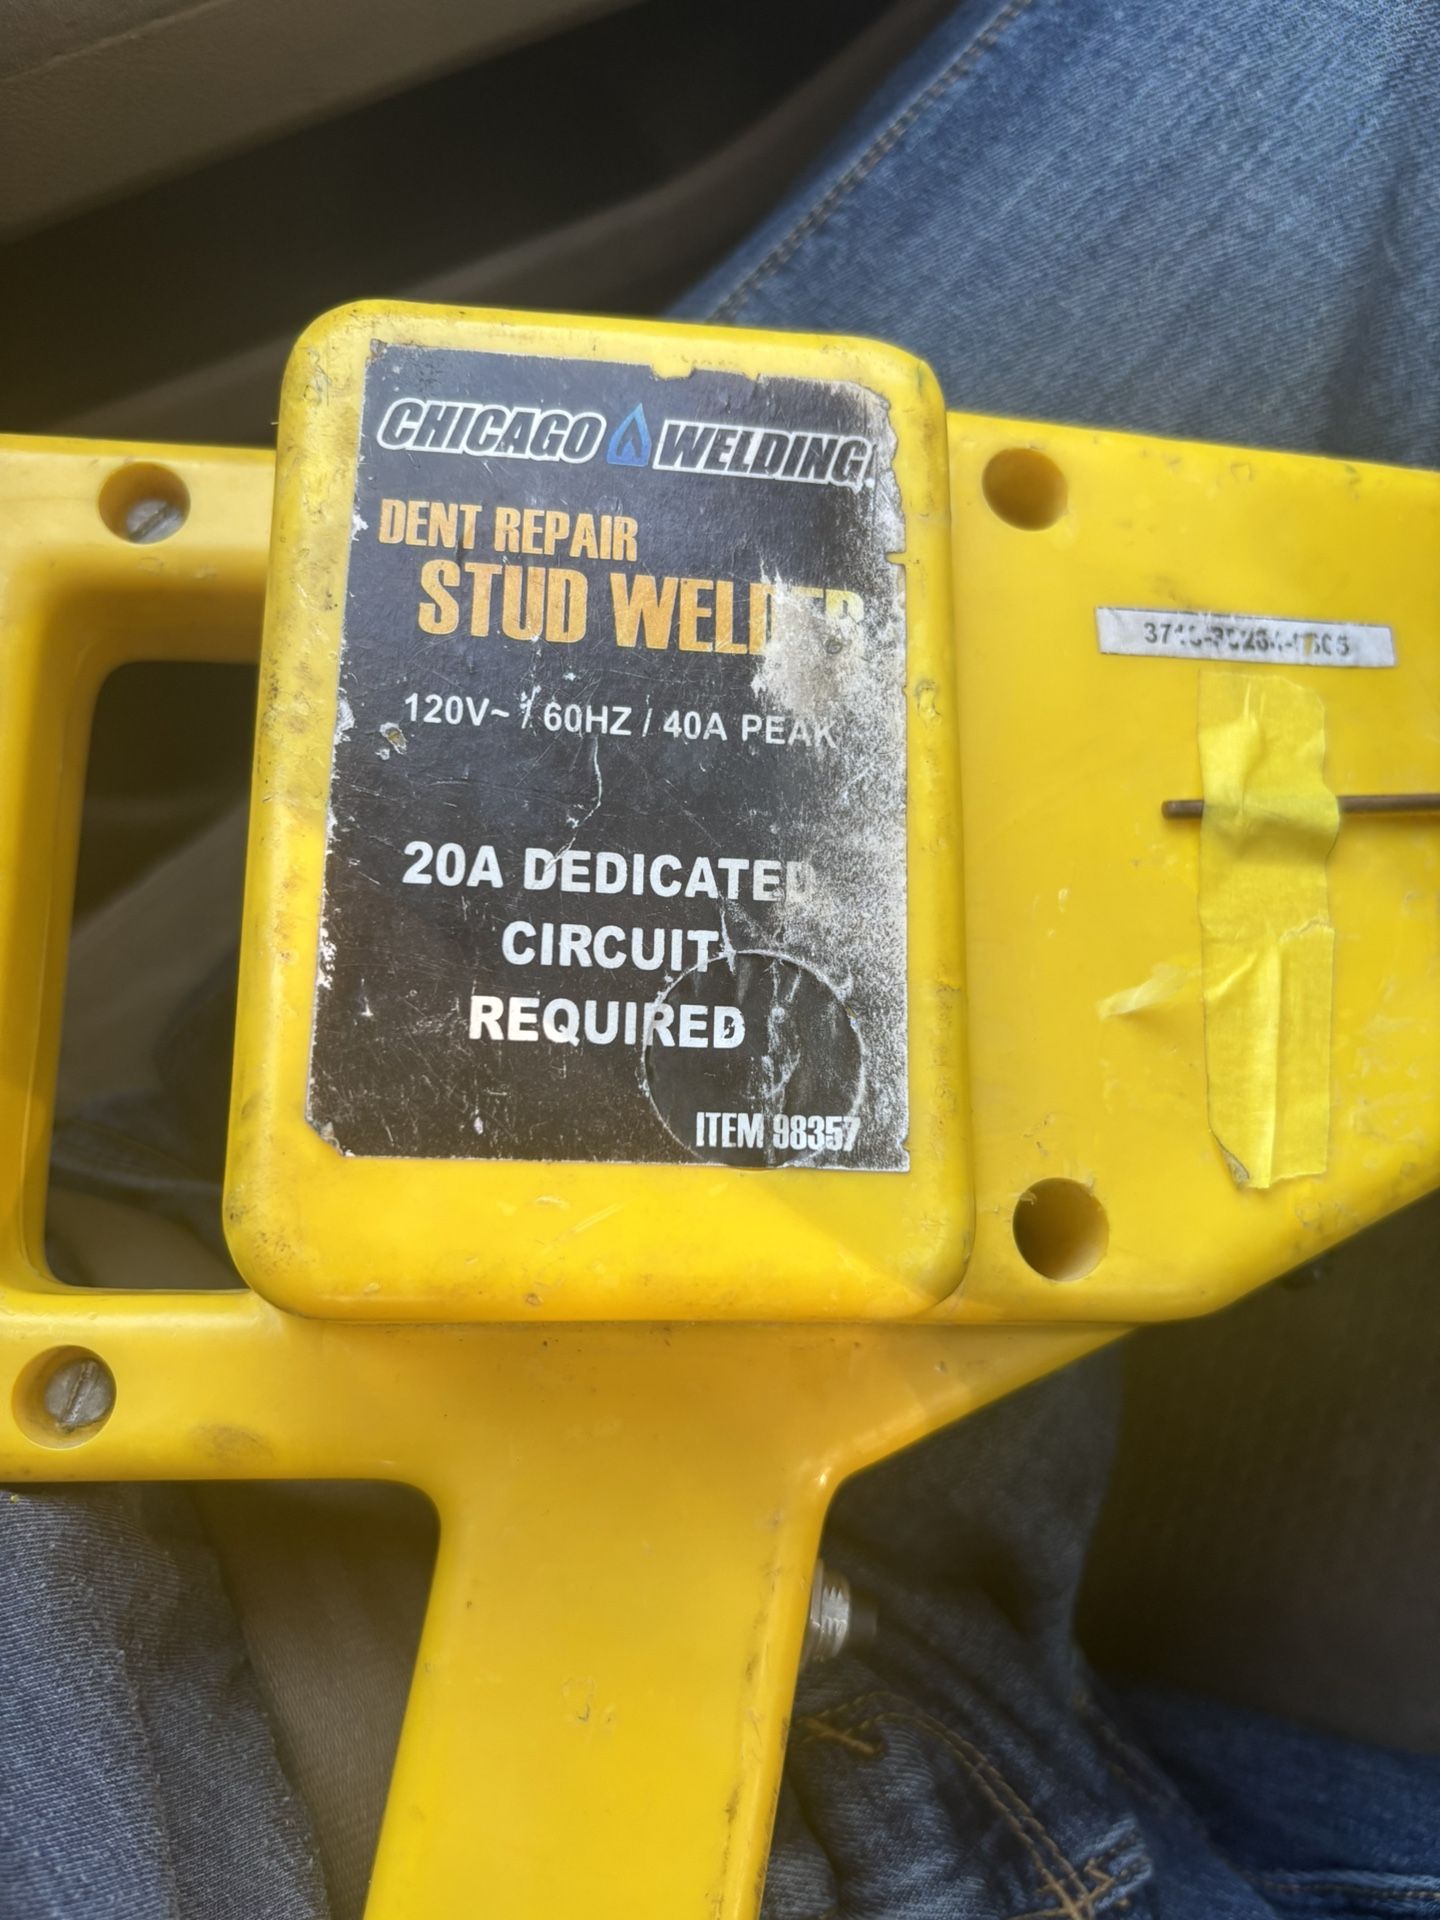 CHICAGO WELDING
DENT REPAIR
STUD WELDER
120V~ / 60HZ / 40A PEAK
20A DEDICATED
CIRCUIT
REQUIRED
ITEM 98357